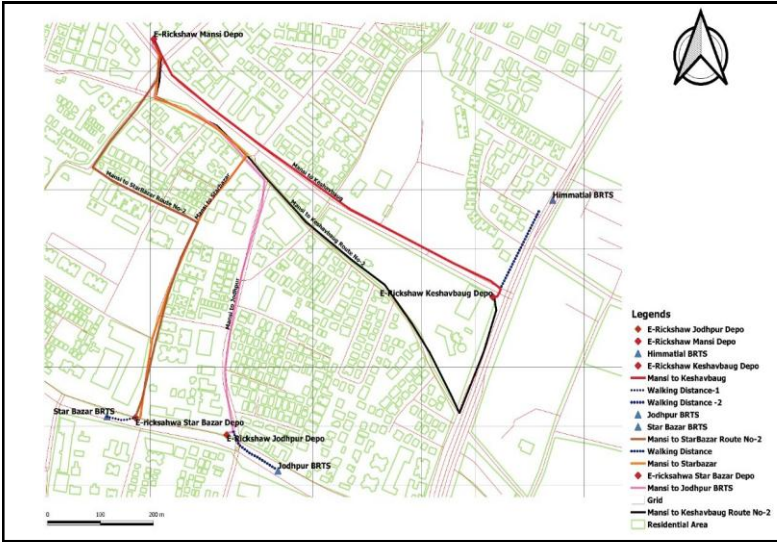 E-Rickshaw Mansi Depo
Mansi to Keshavbaug
Himmatlal BRTS
Mansi to StarBazar Route No-2
Mansi to StarBazar
Mansi to Keshavbaug Route No-2
Mansi to Jodhpur
E-Rickshaw Keshavbaug Depo
Star Bazar BRTS
E-ricksahwa Star Bazar Depo
E-Rickshaw Jodhpur Depo
Jodhpur BRTS
0 100 200 m
Legends
E-Rickshaw Jodhpur Depo
E-Rickshaw Mansi Depo
Himmatlal BRTS
E-Rickshaw Keshavbaug Depo
Mansi to Keshavbaug
Walking Distance-1
Walking Distance -2
Jodhpur BRTS
Star Bazar BRTS
Mansi to StarBazar Route No-2
Walking Distance
Mansi to Starbazar
E-ricksahwa Star Bazar Depo
Mansi to Jodhpur BRTS
Grid
Mansi to Keshavbaug Route No-2
Residential Area